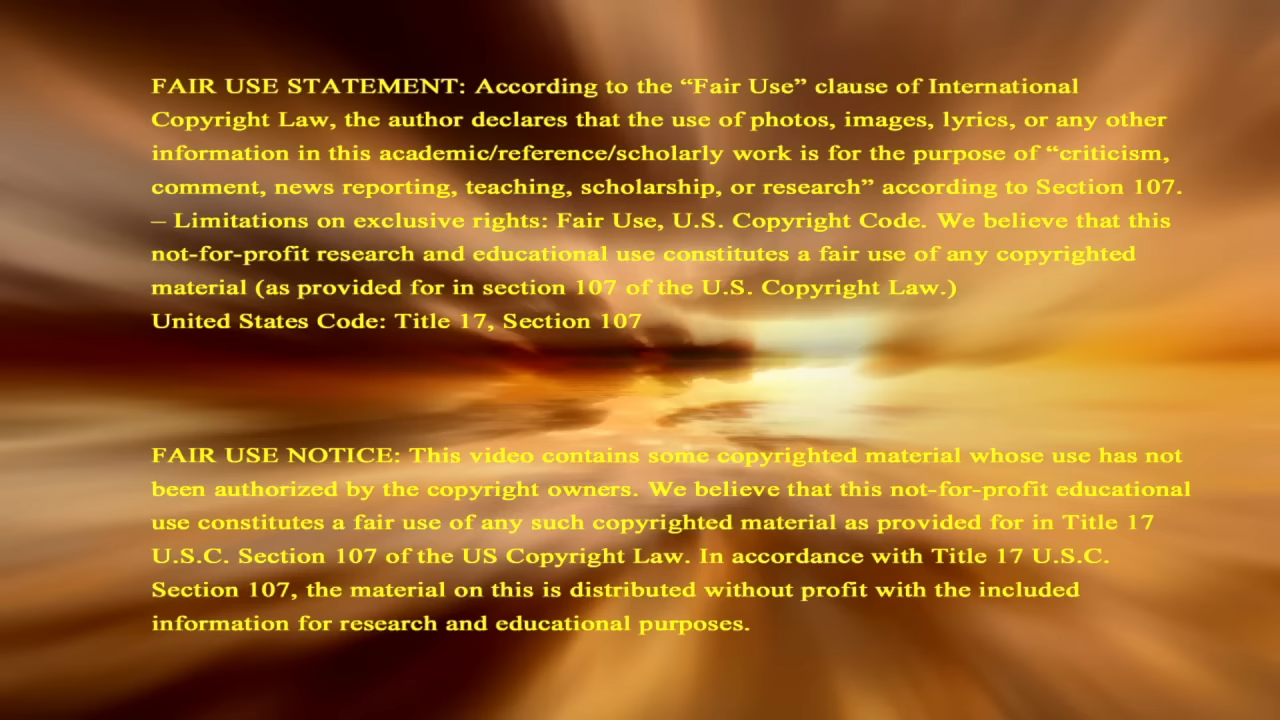 FAIR USE STATEMENT: According to the “Fair Use” clause of International
Copyright Law, the author declares that the use of photos, images, lyrics, or any other
information in this academic/reference/scholarly work is for the purpose of “criticism,
comment, news reporting, teaching, scholarship, or research” according to Section 107.
– Limitations on exclusive rights: Fair Use, U.S. Copyright Code. We believe that this
not-for-profit research and educational use constitutes a fair use of any copyrighted
material (as provided for in section 107 of the U.S. Copyright Law.)
United States Code: Title 17, Section 107
FAIR USE NOTICE: This video contains some copyrighted material whose use has not
been authorized by the copyright owners. We believe that this not-for-profit educational
use constitutes a fair use of any such copyrighted material as provided for in Title 17
U.S.C. Section 107 of the US Copyright Law. In accordance with Title 17 U.S.C.
Section 107, the material on this is distributed without profit with the included
information for research and educational purposes.